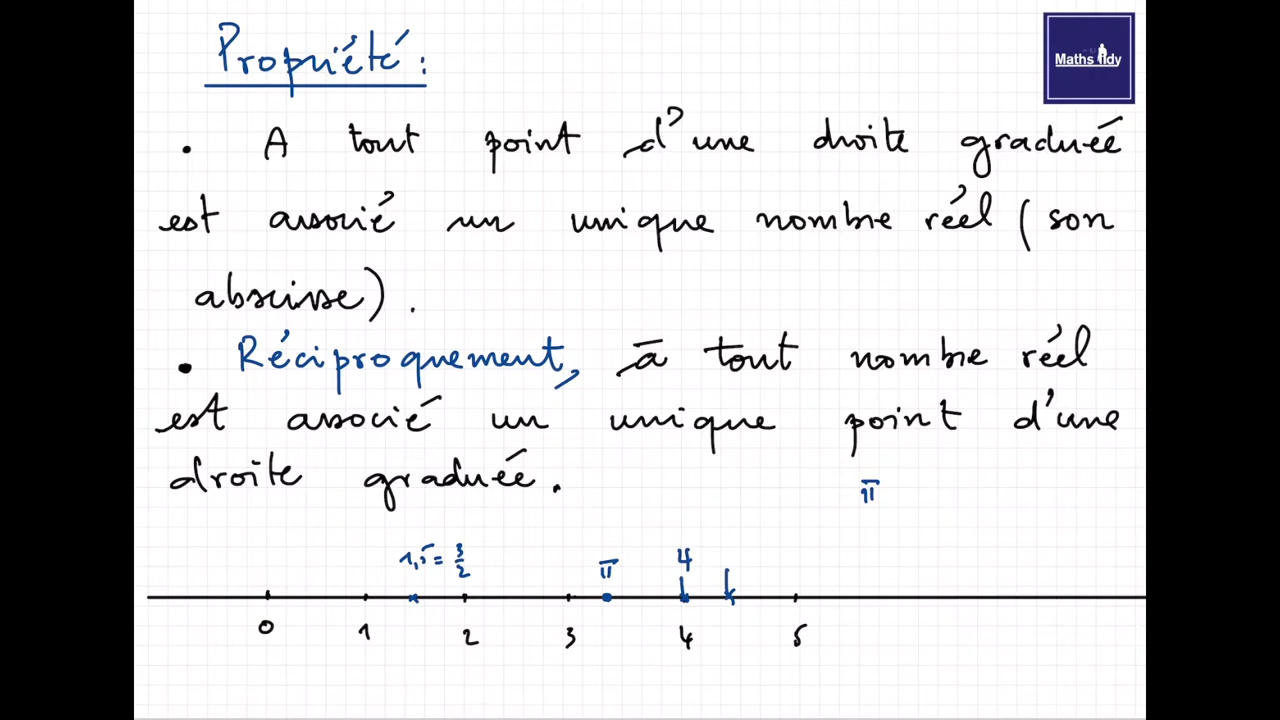 Propriété :
Maths Ady
. A tout point d'une droite graduée
est associé un unique nombre réel (son
abscisse).
. Réciproquement, à tout nombre réel
est associé un unique point d'une
droite graduée.
π
1,5 = 3/2 π 4
0 1 2 3 4 5